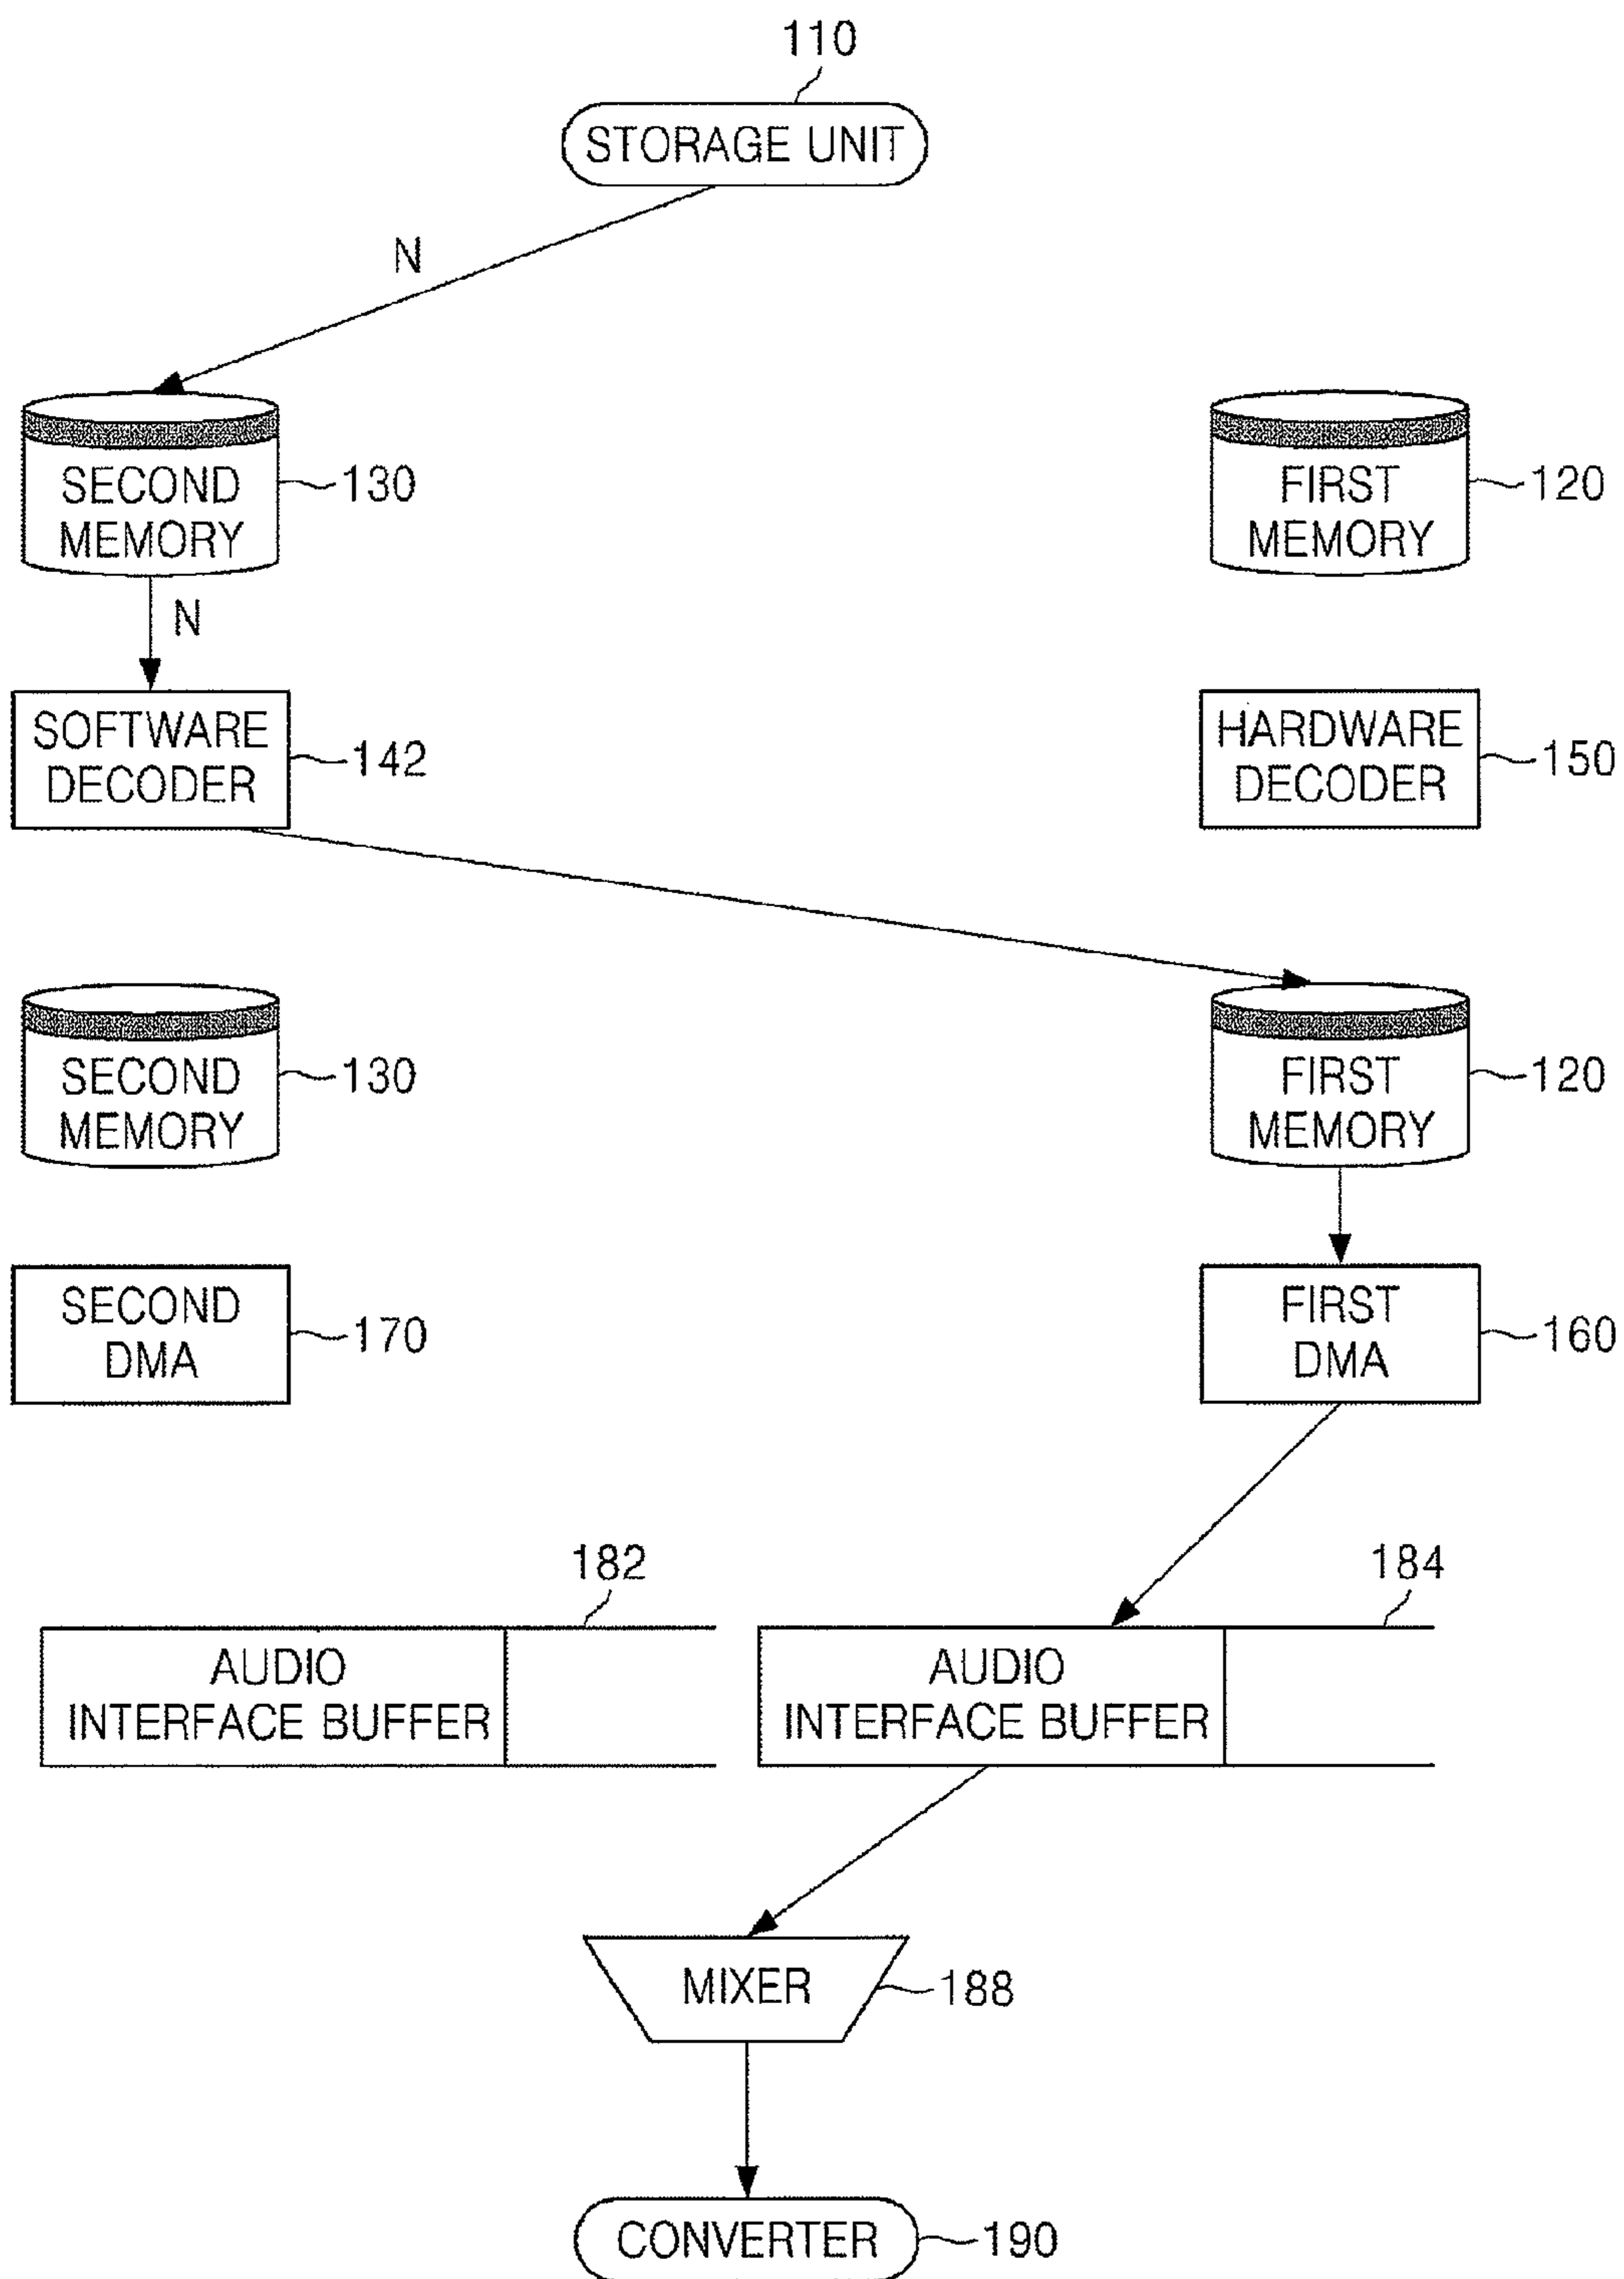 110
STORAGE UNIT
N
SECOND
MEMORY
130
FIRST
MEMORY
120
N
SOFTWARE
DECODER
142
HARDWARE
DECODER
150
SECOND
MEMORY
130
FIRST
MEMORY
120
SECOND
DMA
170
FIRST
DMA
160
182
184
AUDIO
INTERFACE BUFFER
AUDIO
INTERFACE BUFFER
MIXER
188
CONVERTER
190